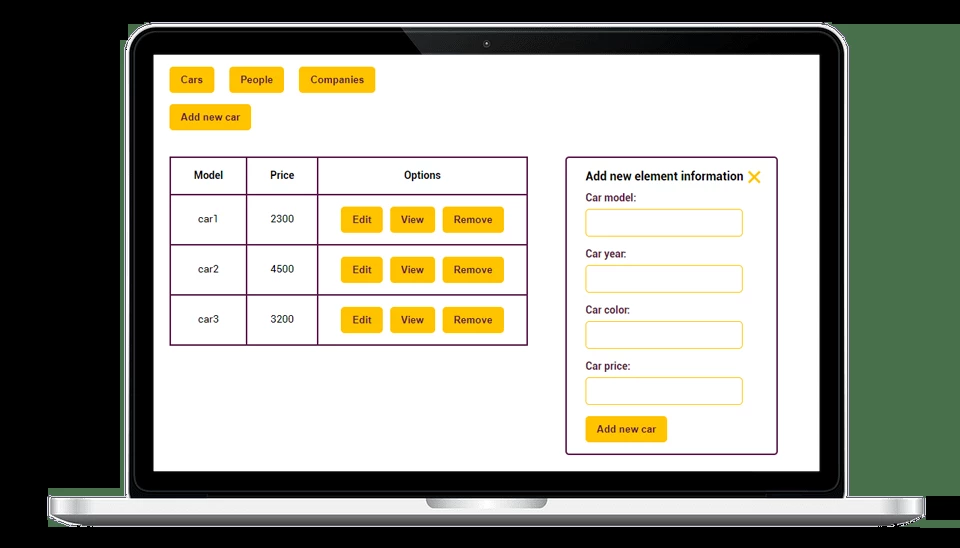 Cars People Companies
Add new car
Model Price Options
car1 2300 Edit View Remove
car2 4500 Edit View Remove
car3 3200 Edit View Remove
Add new element information
Car model:
Car year:
Car color:
Car price:
Add new car